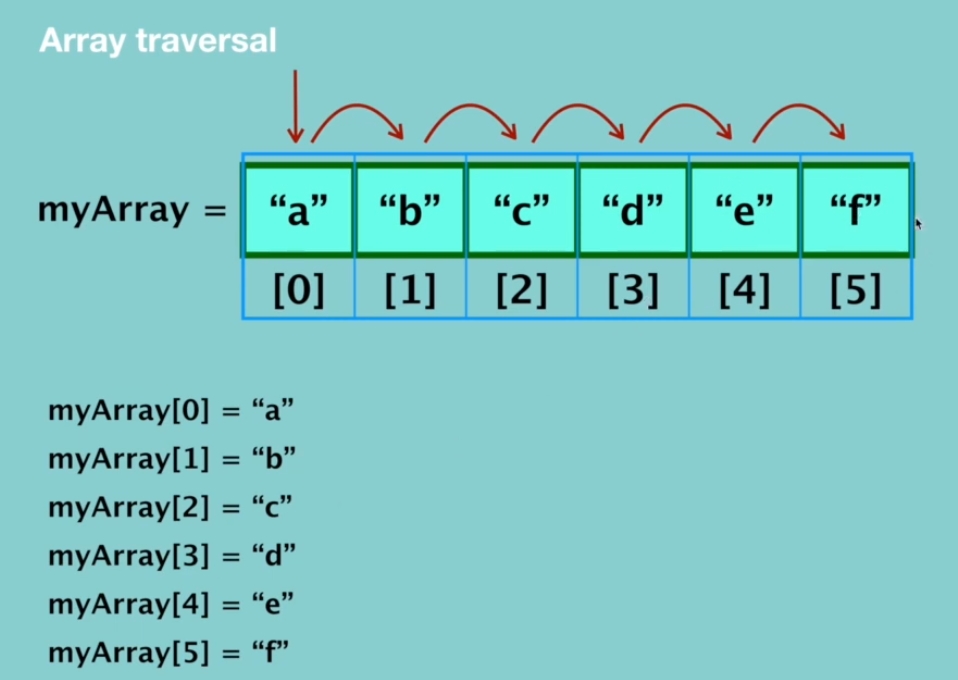 Array traversal
myArray = “a” “b” “c” “d” “e” “f”
[0] [1] [2] [3] [4] [5]
myArray[0] = “a”
myArray[1] = “b”
myArray[2] = “c”
myArray[3] = “d”
myArray[4] = “e”
myArray[5] = “f”